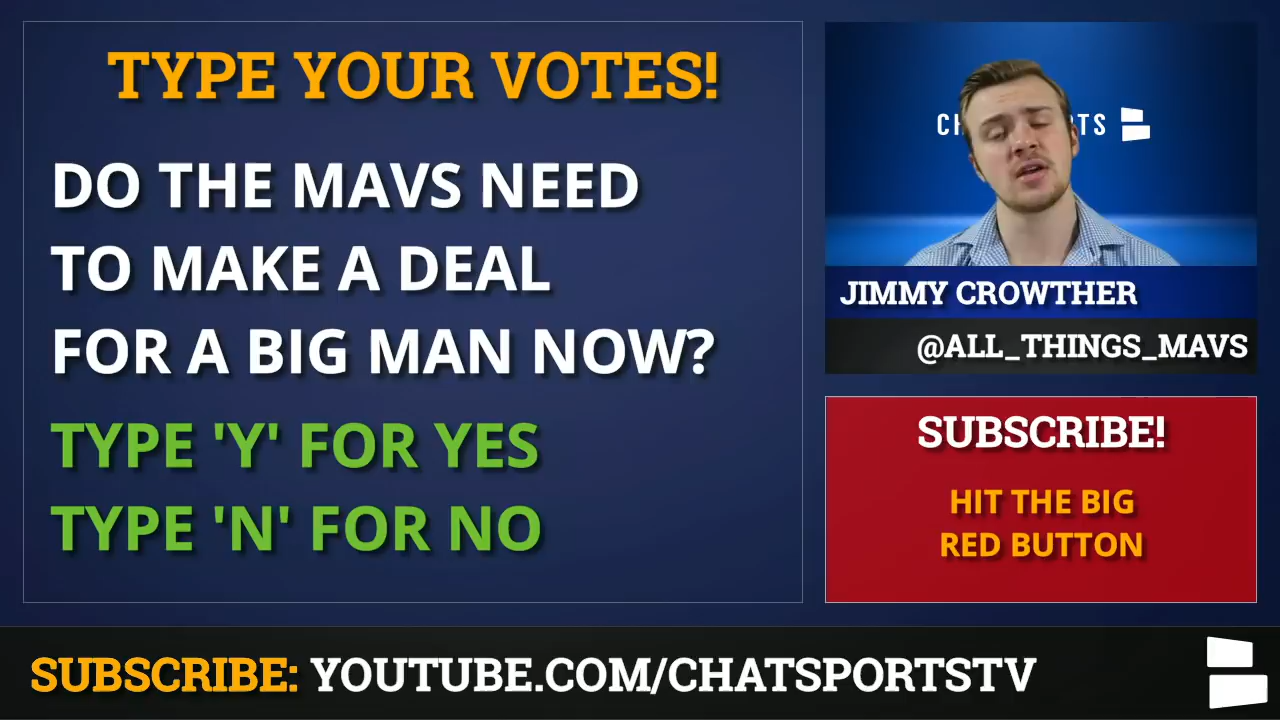 TYPE YOUR VOTES!
DO THE MAVS NEED
TO MAKE A DEAL
FOR A BIG MAN NOW?
TYPE 'Y' FOR YES
TYPE 'N' FOR NO
JIMMY CROWTHER
@ALL_THINGS_MAVS
SUBSCRIBE!
HIT THE BIG
RED BUTTON
SUBSCRIBE: YOUTUBE.COM/CHATSPORTSTV